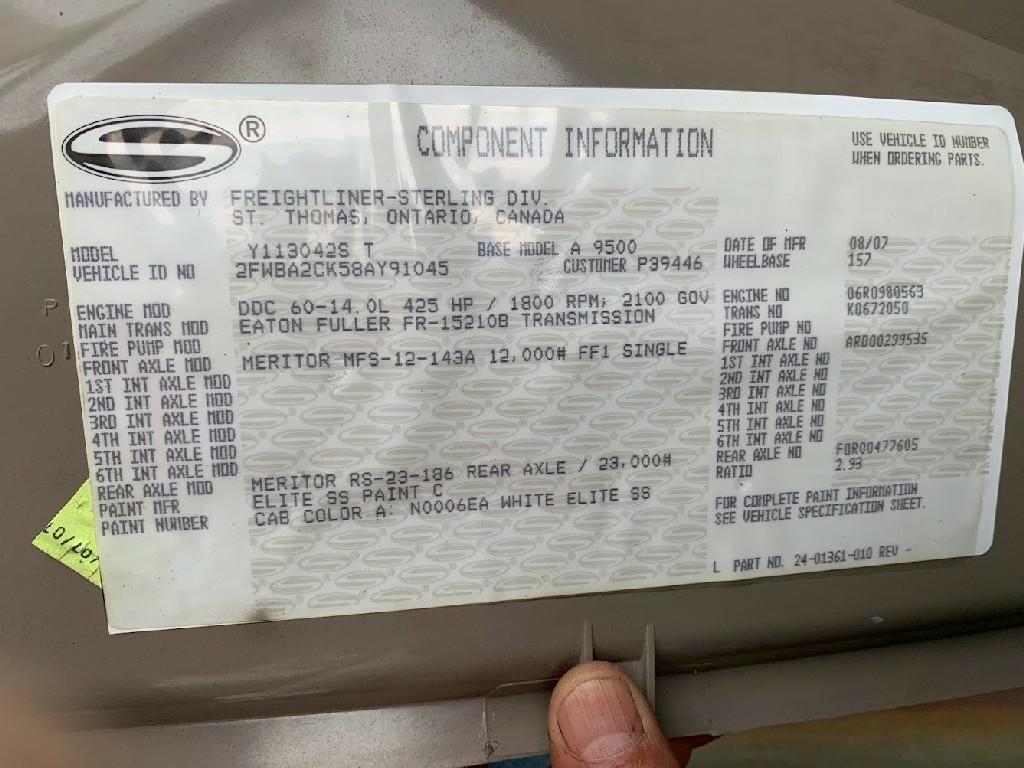 ®
COMPONENT INFORMATION
USE VEHICLE ID NUMBER
WHEN ORDERING PARTS.
MANUFACTURED BY FREIGHTLINER-STERLING DIV.
ST. THOMAS, ONTARIO, CANADA
MODEL Y113042S T BASE MODEL A 9500 DATE OF MFR 08/07
VEHICLE ID NO 2FWBA2CK58AY91045 CUSTOMER P39446 WHEELBASE 157
ENGINE MOD DDC 60-14.0L 425 HP / 1800 RPM; 2100 GOV ENGINE NO 06R0980563
MAIN TRANS MOD EATON FULLER FR-15210B TRANSMISSION TRANS NO K0672050
FIRE PUMP MOD FIRE PUMP NO
FRONT AXLE MOD MERITOR MFS-12-143A 12,000# FF1 SINGLE FRONT AXLE NO ARD00299535
1ST INT AXLE MOD 1ST INT AXLE NO
2ND INT AXLE MOD 2ND INT AXLE NO
3RD INT AXLE MOD 3RD INT AXLE NO
4TH INT AXLE MOD 4TH INT AXLE NO
5TH INT AXLE MOD 5TH INT AXLE NO
6TH INT AXLE MOD 6TH INT AXLE NO
REAR AXLE MOD MERITOR RS-23-186 REAR AXLE / 23,000# REAR AXLE NO FOR00477605
PAINT MFR ELITE SS PAINT C RATIO 2.93
PAINT NUMBER CAB COLOR A: N0006EA WHITE ELITE SS
FOR COMPLETE PAINT INFORMATION
SEE VEHICLE SPECIFICATION SHEET.
L PART NO. 24-01361-010 REV -
P
01